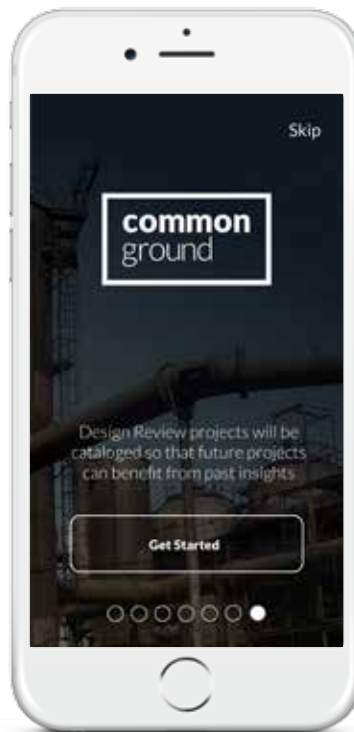 Skip
common
ground
Design Review projects will be
cataloged so that future projects
can benefit from past insights
Get Started